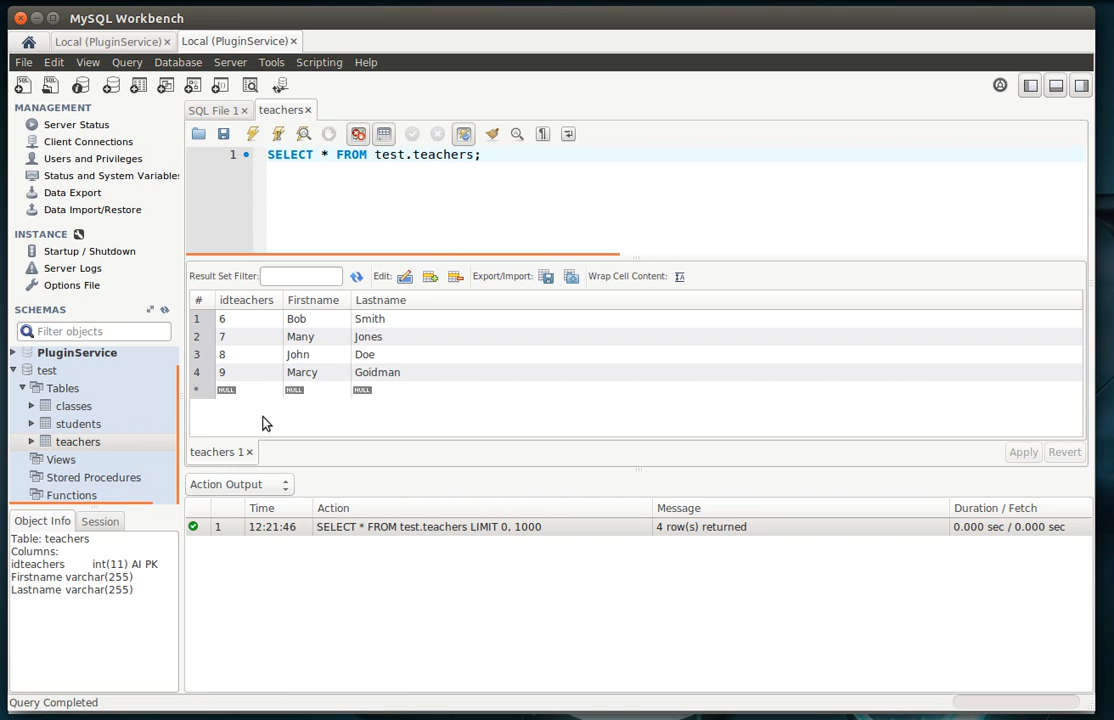 MySQL Workbench
Local (PluginService)× Local (PluginService)×
File Edit View Query Database Server Tools Scripting Help
MANAGEMENT
Server Status
Client Connections
Users and Privileges
Status and System Variables
Data Export
Data Import/Restore
INSTANCE
Startup / Shutdown
Server Logs
Options File
SCHEMAS
Filter objects
PluginService
test
Tables
classes
students
teachers
Views
Stored Procedures
Functions
Object Info Session
Table: teachers
Columns:
idteachers int(11) AI PK
Firstname varchar(255)
Lastname varchar(255)
SQL File 1× teachers×
1 SELECT * FROM test.teachers;
Result Set Filter: Edit: Export/Import: Wrap Cell Content:
# idteachers Firstname Lastname
1 6 Bob Smith
2 7 Many Jones
3 8 John Doe
4 9 Marcy Goidman
* NULL NULL NULL
teachers 1× Apply Revert
Action Output
Time Action Message Duration / Fetch
1 12:21:46 SELECT * FROM test.teachers LIMIT 0, 1000 4 row(s) returned 0.000 sec / 0.000 sec
Query Completed